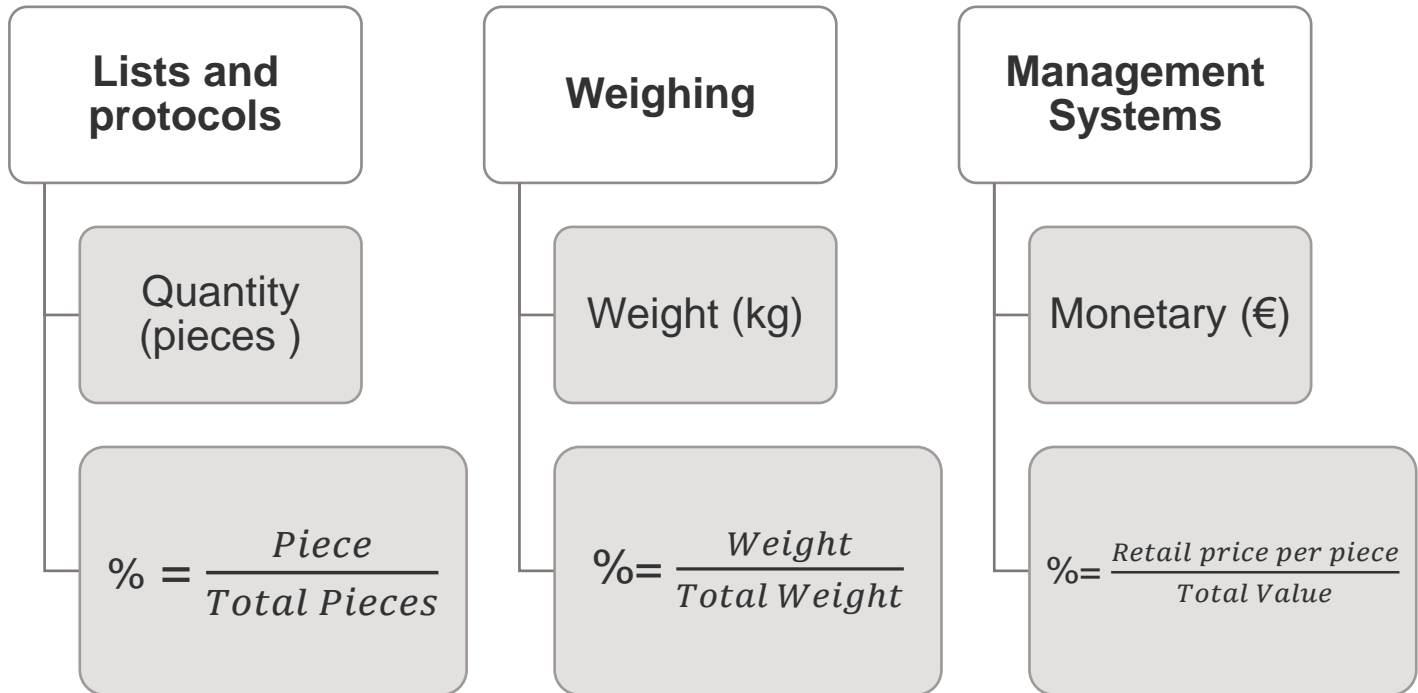 Lists and
protocols
Quantity
(pieces )
% = Piece / Total Pieces
Weighing
Weight (kg)
%= Weight / Total Weight
Management
Systems
Monetary (€)
%= Retail price per piece / Total Value